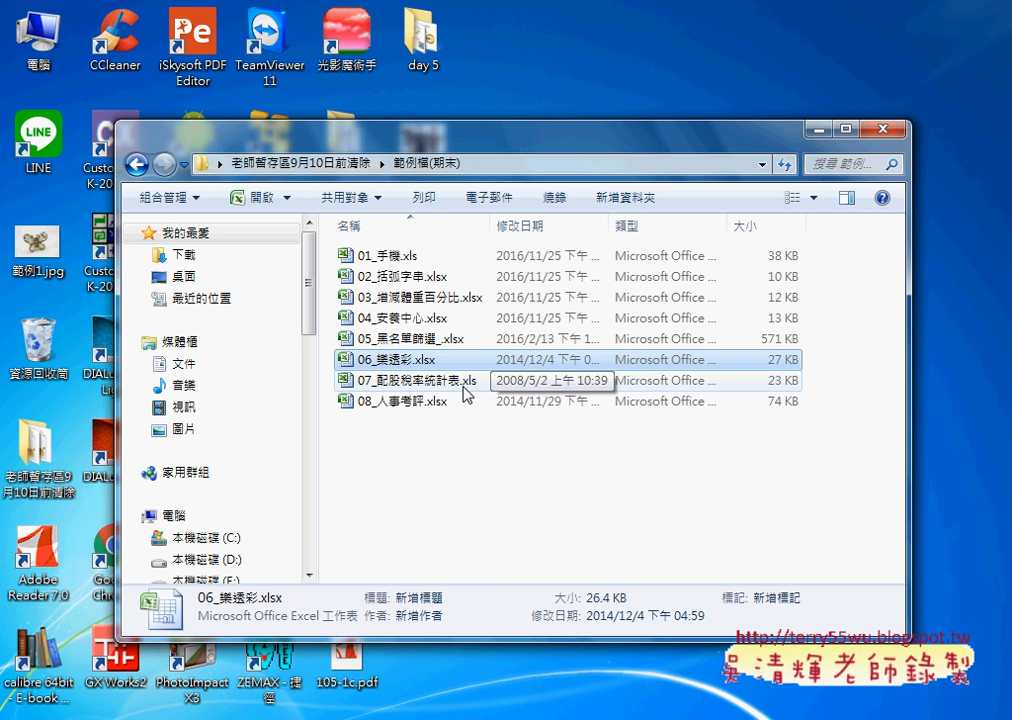 電腦
CCleaner
iSkysoft PDF Editor
TeamViewer 11
光影魔術手
day 5
LINE
範例1.jpg
資源回收筒
老師暫存區9月10日前清除
Adobe Reader 7.0
calibre 64bit - E-book ...
GX Works2
PhotoImpact X3
ZEMAX - 捷徑
105-1c.pdf
老師暫存區9月10日前清除 範例檔(期末)
搜尋 範例...
組合管理 開啟 共用對象 列印 電子郵件 燒錄 新增資料夾
我的最愛
下載
桌面
最近的位置
媒體櫃
文件
音樂
視訊
圖片
家用群組
電腦
本機磁碟 (C:)
本機磁碟 (D:)
名稱 修改日期 類型 大小
01_手機.xls 2016/11/25 下午 ... Microsoft Office ... 38 KB
02_括弧字串.xlsx 2016/11/25 下午 ... Microsoft Office ... 10 KB
03_增減體重百分比.xlsx 2016/11/25 下午 ... Microsoft Office ... 12 KB
04_安養中心.xlsx 2016/11/25 下午 ... Microsoft Office ... 13 KB
05_黑名單篩選_.xlsx 2016/2/13 下午 1... Microsoft Office ... 571 KB
06_樂透彩.xlsx 2014/12/4 下午 0... Microsoft Office ... 27 KB
07_配股稅率統計表.xls 2008/5/2 上午 10:39 Microsoft Office ... 23 KB
08_人事考評.xlsx 2014/11/29 下午 ... Microsoft Office ... 74 KB
06_樂透彩.xlsx 標題: 新增標題 大小: 26.4 KB 標記: 新增標記
Microsoft Office Excel 工作表 作者: 新增作者 修改日期: 2014/12/4 下午 04:59
http://terry55wu.blogspot.tw
吳清輝老師錄製